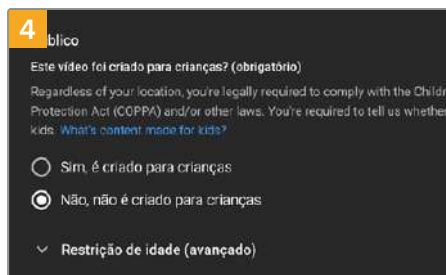 4
blico
Este vídeo foi criado para crianças? (obrigatório)
Regardless of your location, you're legally required to comply with the Childr
Protection Act (COPPA) and/or other laws. You're required to tell us whether
kids. What's content made for kids?
Sim, é criado para crianças
Não, não é criado para crianças
Restrição de idade (avançado)